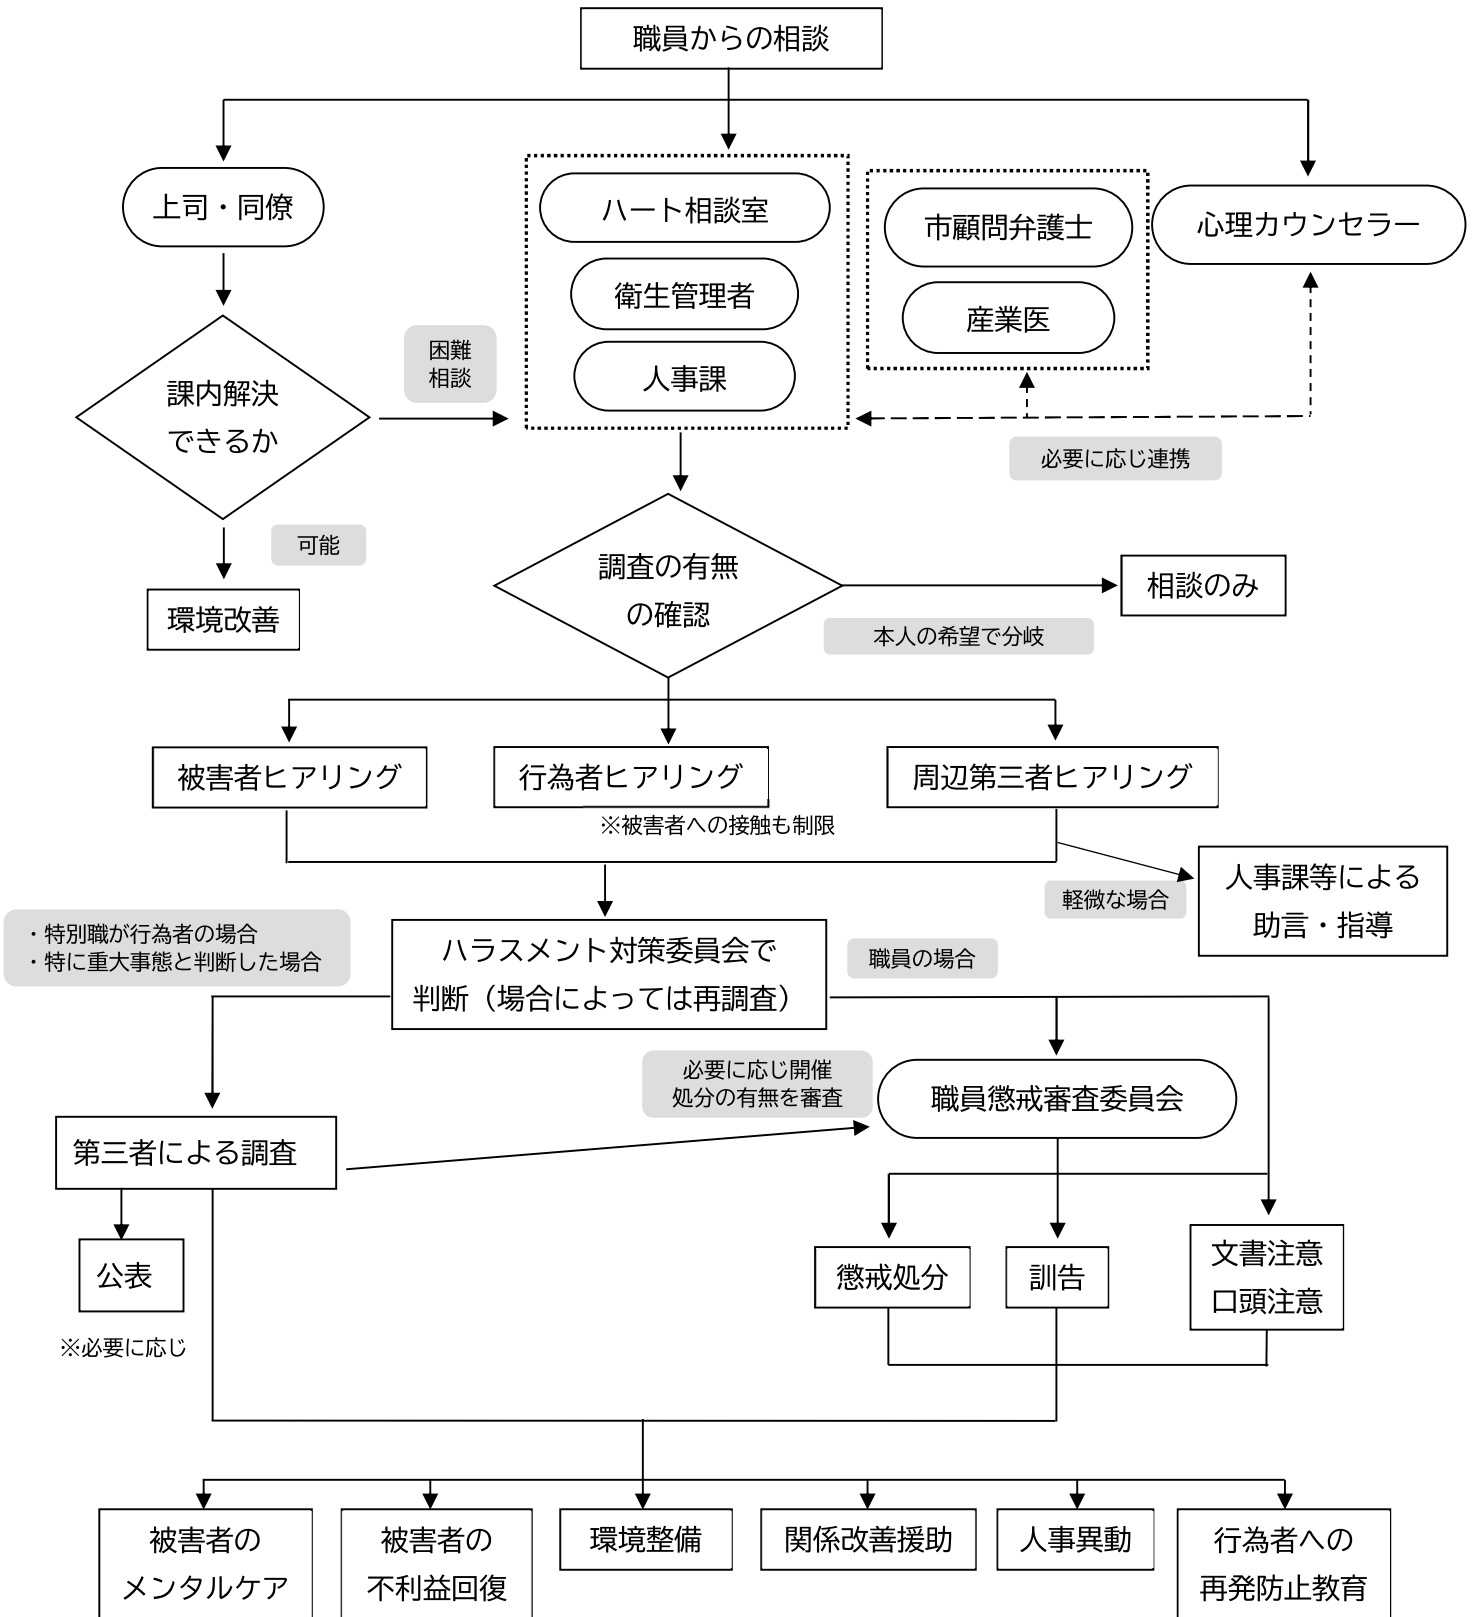 職員からの相談
上司・同僚
ハート相談室
衛生管理者
人事課
市顧問弁護士
産業医
心理カウンセラー
課内解決
できるか
困難
相談
必要に応じ連携
可能
環境改善
調査の有無
の確認
相談のみ
本人の希望で分岐
被害者ヒアリング
行為者ヒアリング
周辺第三者ヒアリング
※被害者への接触も制限
軽微な場合
人事課等による
助言・指導
・特別職が行為者の場合
・特に重大事態と判断した場合
ハラスメント対策委員会で
判断（場合によっては再調査）
職員の場合
必要に応じ開催
処分の有無を審査
職員懲戒審査委員会
第三者による調査
公表
※必要に応じ
懲戒処分
訓告
文書注意
口頭注意
被害者の
メンタルケア
被害者の
不利益回復
環境整備
関係改善援助
人事異動
行為者への
再発防止教育